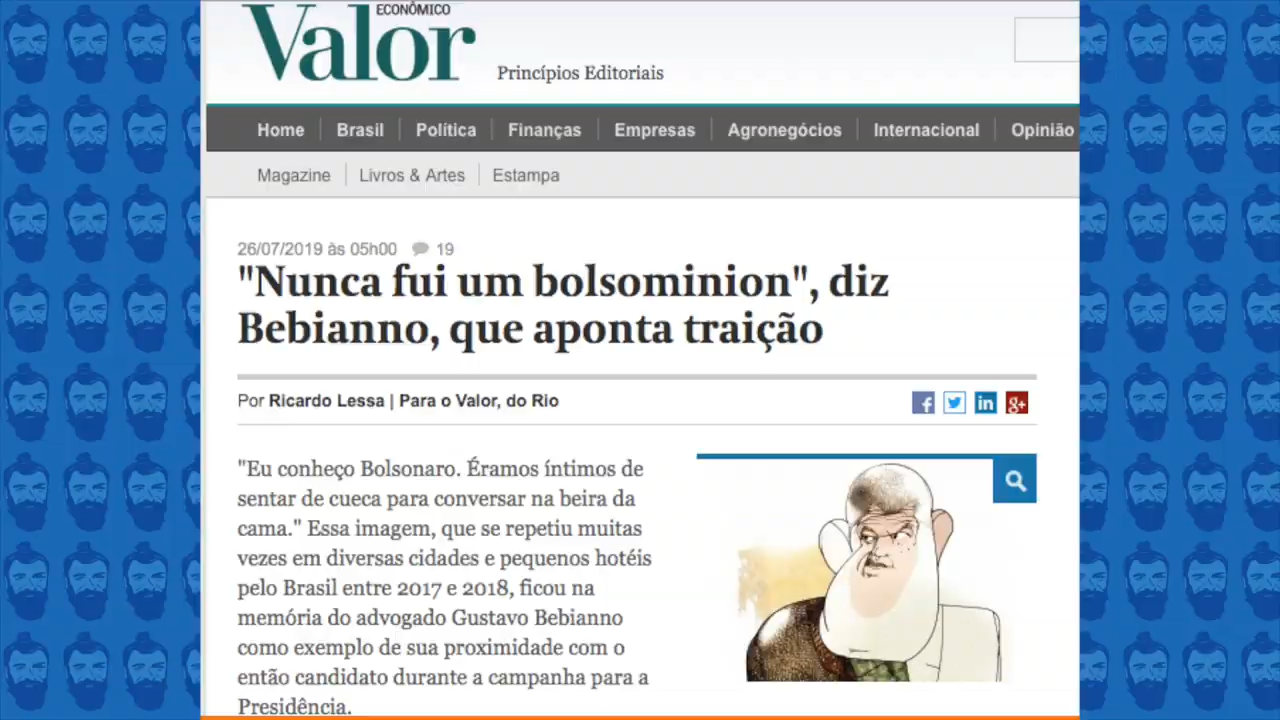 ECONÔMICO
Valor
Princípios Editoriais
Home Brasil Política Finanças Empresas Agronegócios Internacional Opinião
Magazine Livros & Artes Estampa
26/07/2019 às 05h00 19
"Nunca fui um bolsominion", diz
Bebianno, que aponta traição
Por Ricardo Lessa | Para o Valor, do Rio
f in g+
"Eu conheço Bolsonaro. Éramos íntimos de
sentar de cueca para conversar na beira da
cama." Essa imagem, que se repetiu muitas
vezes em diversas cidades e pequenos hotéis
pelo Brasil entre 2017 e 2018, ficou na
memória do advogado Gustavo Bebianno
como exemplo de sua proximidade com o
então candidato durante a campanha para a
Presidência.